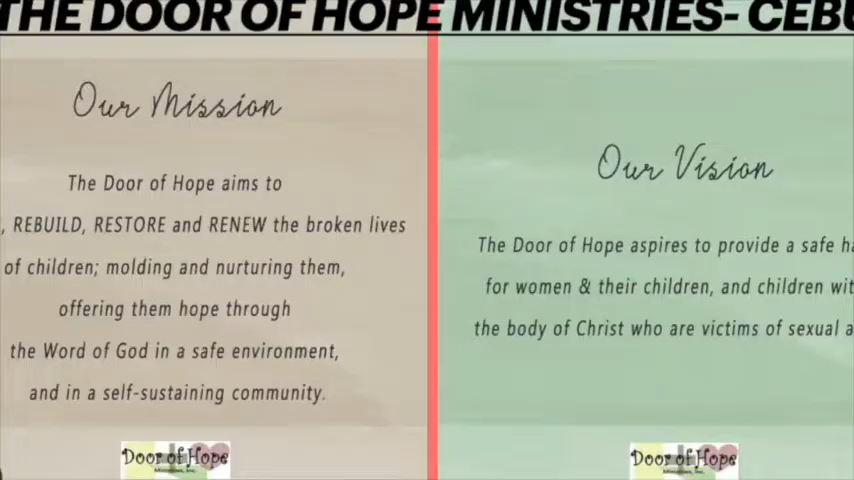 THE DOOR OF HOPE MINISTRIES- CEBU
Our Mission
The Door of Hope aims to
, REBUILD, RESTORE and RENEW the broken lives
of children; molding and nurturing them,
offering them hope through
the Word of God in a safe environment,
and in a self-sustaining community.
Door of Hope
Ministries, Inc.
Our Vision
The Door of Hope aspires to provide a safe ha
for women & their children, and children wit
the body of Christ who are victims of sexual a
Door of Hope
Ministries, Inc.